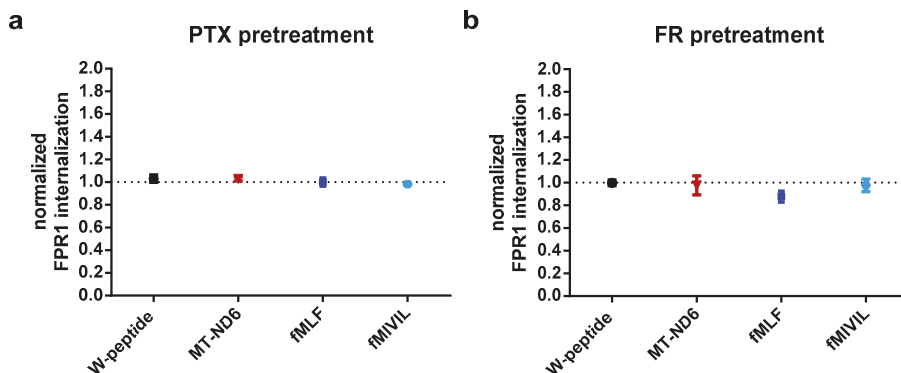 a
PTX pretreatment
normalized
FPR1 internalization
2.0
1.8
1.6
1.4
1.2
1.0
0.8
0.6
0.4
0.2
0.0
W-peptide
MT-ND6
fMLF
fMIVIL
b
FR pretreatment
normalized
FPR1 internalization
2.0
1.8
1.6
1.4
1.2
1.0
0.8
0.6
0.4
0.2
0.0
W-peptide
MT-ND6
fMLF
fMIVIL